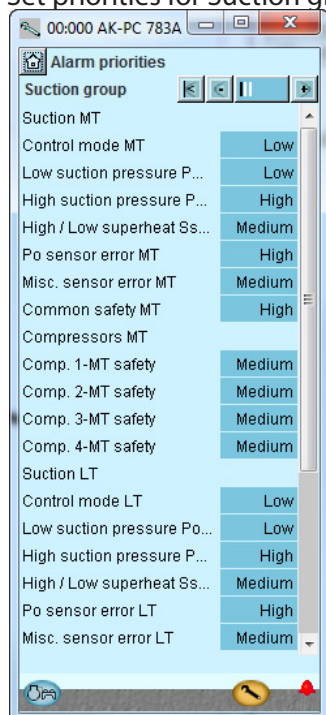 Set priorities for Suction g
00:000 AK-PC 783A
Alarm priorities
Suction group
Suction MT
Control mode MT Low
Low suction pressure P... Low
High suction pressure P... High
High / Low superheat Ss... Medium
Po sensor error MT High
Misc. sensor error MT Medium
Common safety MT High
Compressors MT
Comp. 1-MT safety Medium
Comp. 2-MT safety Medium
Comp. 3-MT safety Medium
Comp. 4-MT safety Medium
Suction LT
Control mode LT Low
Low suction pressure Po... Low
High suction pressure P... High
High / Low superheat Ss... Medium
Po sensor error LT High
Misc. sensor error LT Medium